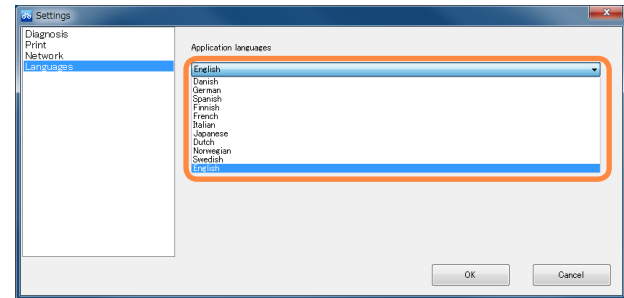 Settings
Diagnosis
Print
Network
Languages
Application languages
English
Danish
German
Spanish
Finnish
French
Italian
Japanese
Dutch
Norwegian
Swedish
English
OK
Cancel